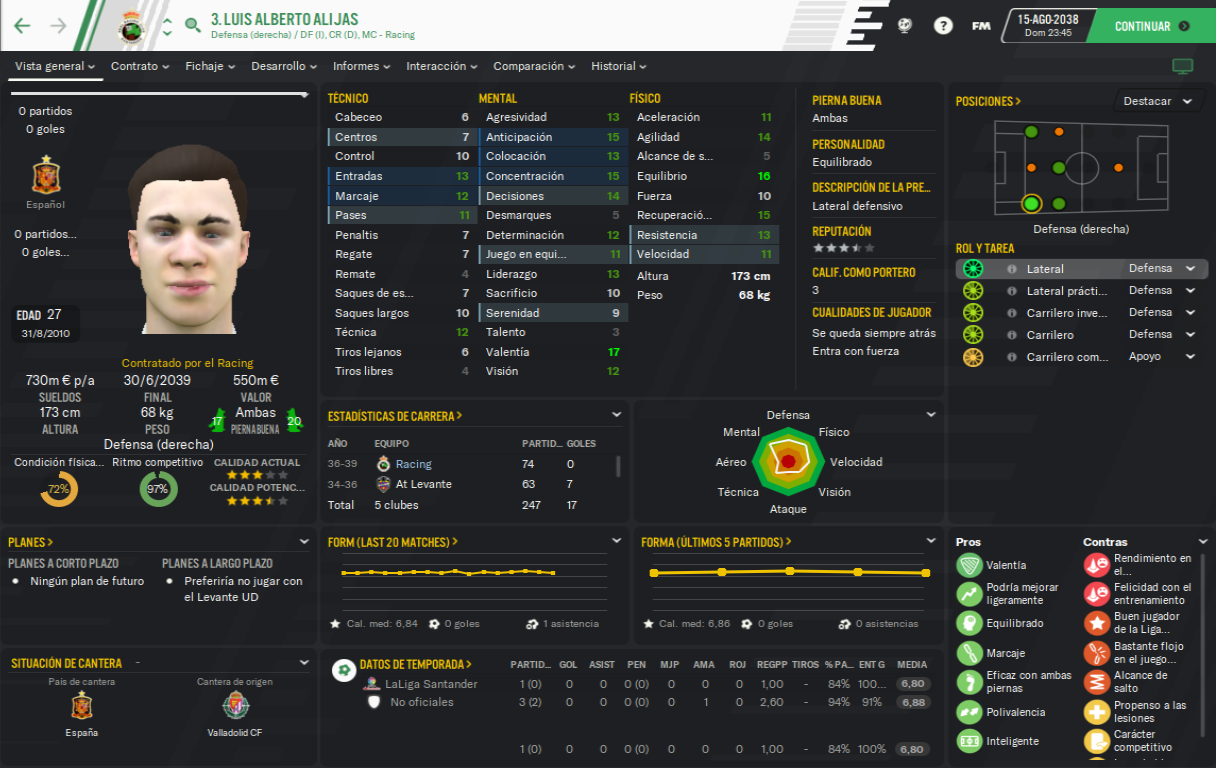 3. LUIS ALBERTO ALIJAS
Defensa (derecha) / DF (I), CR (D), MC - Racing
FM
15-AGO-2038
Dom 23:45
CONTINUAR
Vista general
Contrato
Fichaje
Desarrollo
Informes
Interacción
Comparación
Historial
0 partidos
0 goles
Español
0 partidos...
0 goles...
EDAD 27
31/8/2010
Contratado por el Racing
730m € p/a 30/6/2039 550m €
SUELDOS FINAL VALOR
173 cm 68 kg 17 Ambas 20
ALTURA PESO PIERNA BUENA
Defensa (derecha)
Condición física... Ritmo competitivo CALIDAD ACTUAL
72% 97%
CALIDAD POTENC...
TÉCNICO
Cabeceo 6
Centros 7
Control 10
Entradas 13
Marcaje 12
Pases 11
Penaltis 7
Regate 7
Remate 4
Saques de es... 7
Saques largos 10
Técnica 12
Tiros lejanos 6
Tiros libres 4
MENTAL
Agresividad 13
Anticipación 15
Colocación 13
Concentración 15
Decisiones 14
Desmarques 5
Determinación 12
Juego en equi... 11
Liderazgo 13
Sacrificio 10
Serenidad 9
Talento 3
Valentía 17
Visión 12
FÍSICO
Aceleración 11
Agilidad 14
Alcance de s... 5
Equilibrio 16
Fuerza 10
Recuperació... 15
Resistencia 13
Velocidad 11
Altura 173 cm
Peso 68 kg
PIERNA BUENA
Ambas
PERSONALIDAD
Equilibrado
DESCRIPCIÓN DE LA PRE...
Lateral defensivo
REPUTACIÓN
CALIF. COMO PORTERO
3
CUALIDADES DE JUGADOR
Se queda siempre atrás
Entra con fuerza
POSICIONES >
Destacar
Defensa (derecha)
ROL Y TAREA
Lateral Defensa
Lateral prácti... Defensa
Carrilero inve... Defensa
Carrilero Defensa
Carrilero com... Apoyo
ESTADÍSTICAS DE CARRERA >
AÑO EQUIPO PARTID... GOLES
36-39 Racing 74 0
34-36 At Levante 63 7
Total 5 clubes 247 17
Defensa
Mental Físico
Aéreo Velocidad
Técnica Visión
Ataque
PLANES >
PLANES A CORTO PLAZO
Ningún plan de futuro
PLANES A LARGO PLAZO
Preferiría no jugar con
el Levante UD
FORM (LAST 20 MATCHES) >
Cal. med: 6,84 0 goles 1 asistencia
FORMA (ÚLTIMOS 5 PARTIDOS) >
Cal. med: 6,86 0 goles 0 asistencias
Pros
Valentía
Podría mejorar
ligeramente
Equilibrado
Marcaje
Eficaz con ambas
piernas
Polivalencia
Inteligente
Contras
Rendimiento en
el...
Felicidad con el
entrenamiento
Buen jugador
de la Liga...
Bastante flojo
en el juego...
Alcance de
salto
Propenso a las
lesiones
Carácter
competitivo
SITUACIÓN DE CANTERA -
País de cantera
España
Cantera de origen
Valladolid CF
DATOS DE TEMPORADA > PARTID... GOL ASIST PEN MJP AMA ROJ REGPP TIROS % PA... ENT G MEDIA
LaLiga Santander 1 (0) 0 0 0 (0) 0 0 0 1,00 - 84% 100... 6,80
No oficiales 3 (2) 0 0 0 (0) 0 1 0 2,60 - 94% 91% 6,88
1 (0) 0 0 0 (0) 0 0 0 1,00 - 84% 100% 6,80